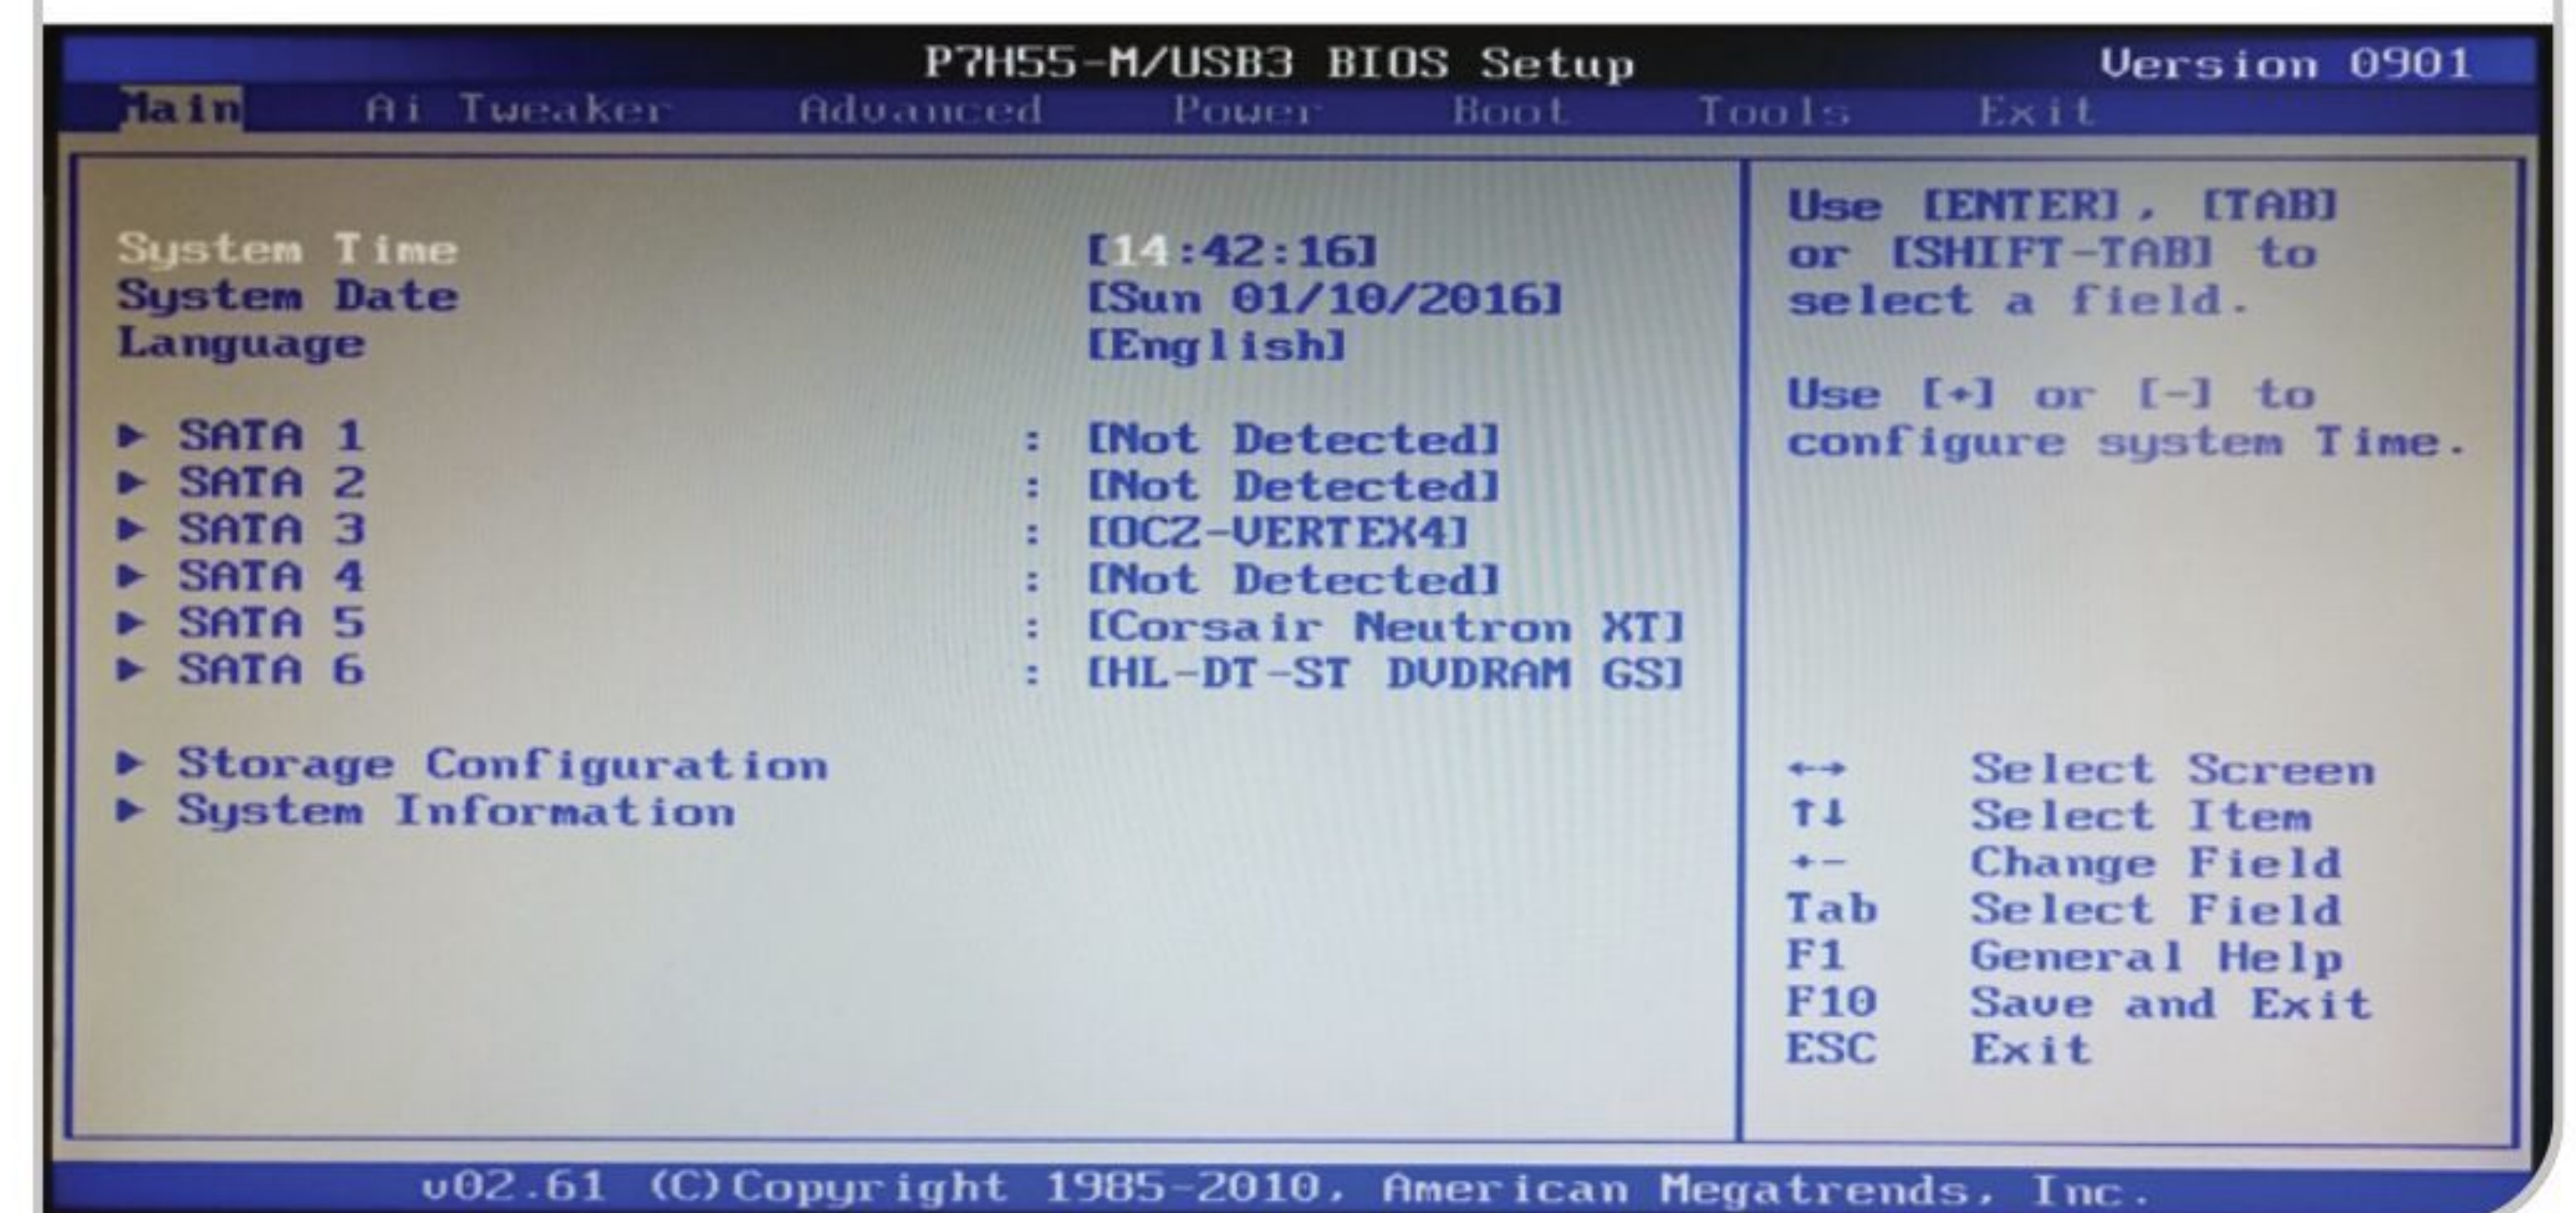 P7H55-M/USB3 BIOS Setup Version 0901
Main Ai Tweaker Advanced Power Boot Tools Exit
System Time [14:42:16]
System Date [Sun 01/10/2016]
Language [English]
▶ SATA 1 : [Not Detected]
▶ SATA 2 : [Not Detected]
▶ SATA 3 : [OCZ-VERTEX4]
▶ SATA 4 : [Not Detected]
▶ SATA 5 : [Corsair Neutron XT]
▶ SATA 6 : [HL-DT-ST DVDRAM GS]
▶ Storage Configuration
▶ System Information
Use [ENTER], [TAB]
or [SHIFT-TAB] to
select a field.
Use [+] or [-] to
configure system Time.
←→ Select Screen
↑↓ Select Item
+- Change Field
Tab Select Field
F1 General Help
F10 Save and Exit
ESC Exit
v02.61 (C)Copyright 1985-2010, American Megatrends, Inc.